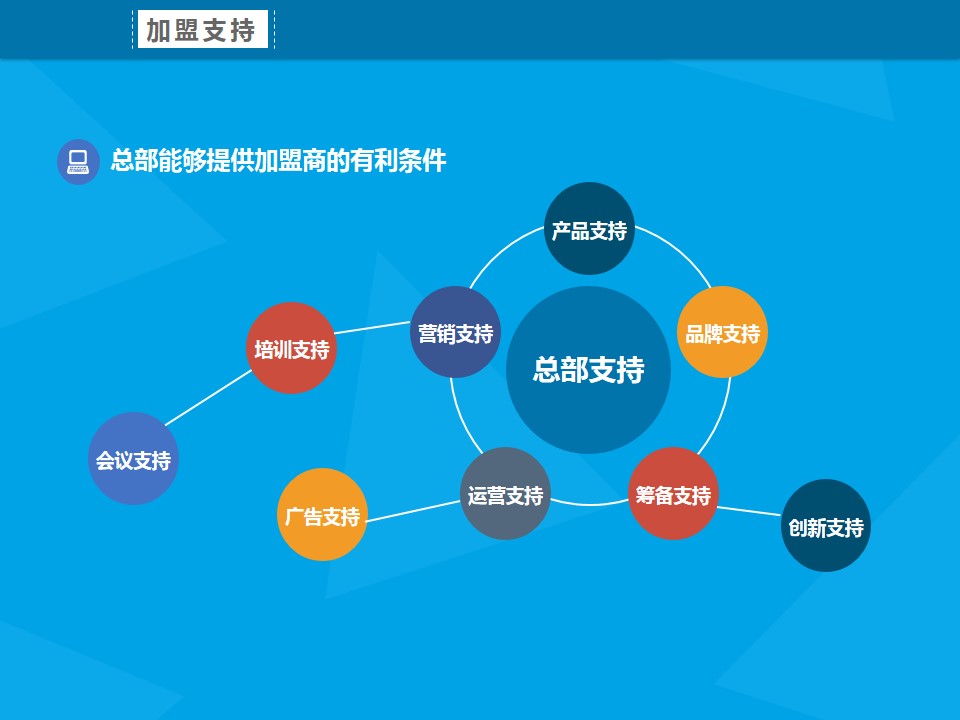 加盟支持
总部能够提供加盟商的有利条件
产品支持
营销支持
品牌支持
培训支持
总部支持
会议支持
运营支持
筹备支持
广告支持
创新支持